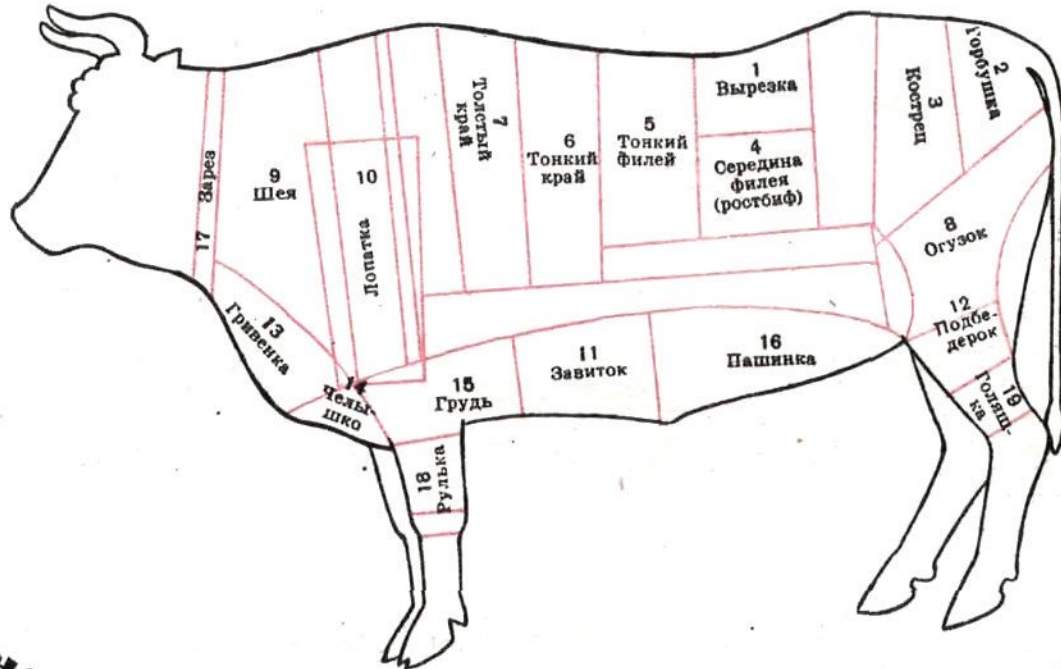 1
Вырезка
2
Горбушка
3
Кострец
4
Середина
филея
(ростбиф)
5
Тонкий
филей
6
Тонкий
край
7
Толстый
край
8
Огузок
9
Шея
10
Лопатка
11
Завиток
12
Подбе-
дерок
13
Гривенка
14
Челы-
шко
15
Грудь
16
Пашинка
17 Зарез
18
Рулька
19
Голяш-
ка